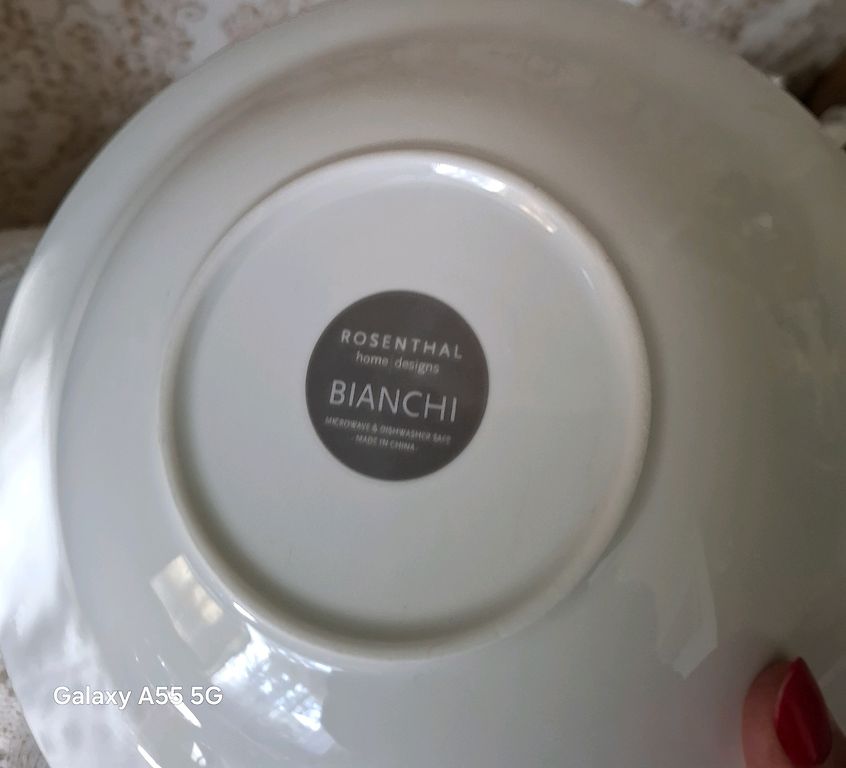 ROSENTHAL
home designs
BIANCHI
MICROWAVE & DISHWASHER SAFE
- MADE IN CHINA -
Galaxy A55 5G